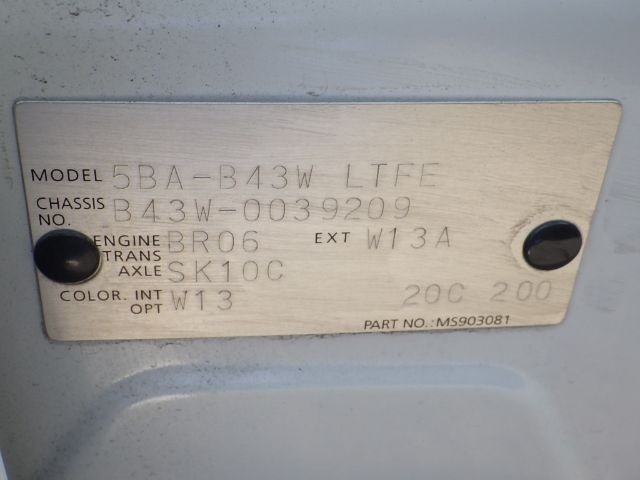 MODEL 5BA-B43W LTFE
CHASSIS NO. B43W-0039209
ENGINE BR06 EXT W13A
TRANS AXLE SK10C
COLOR. INT W13 20C 200
OPT
PART NO.: MS903081